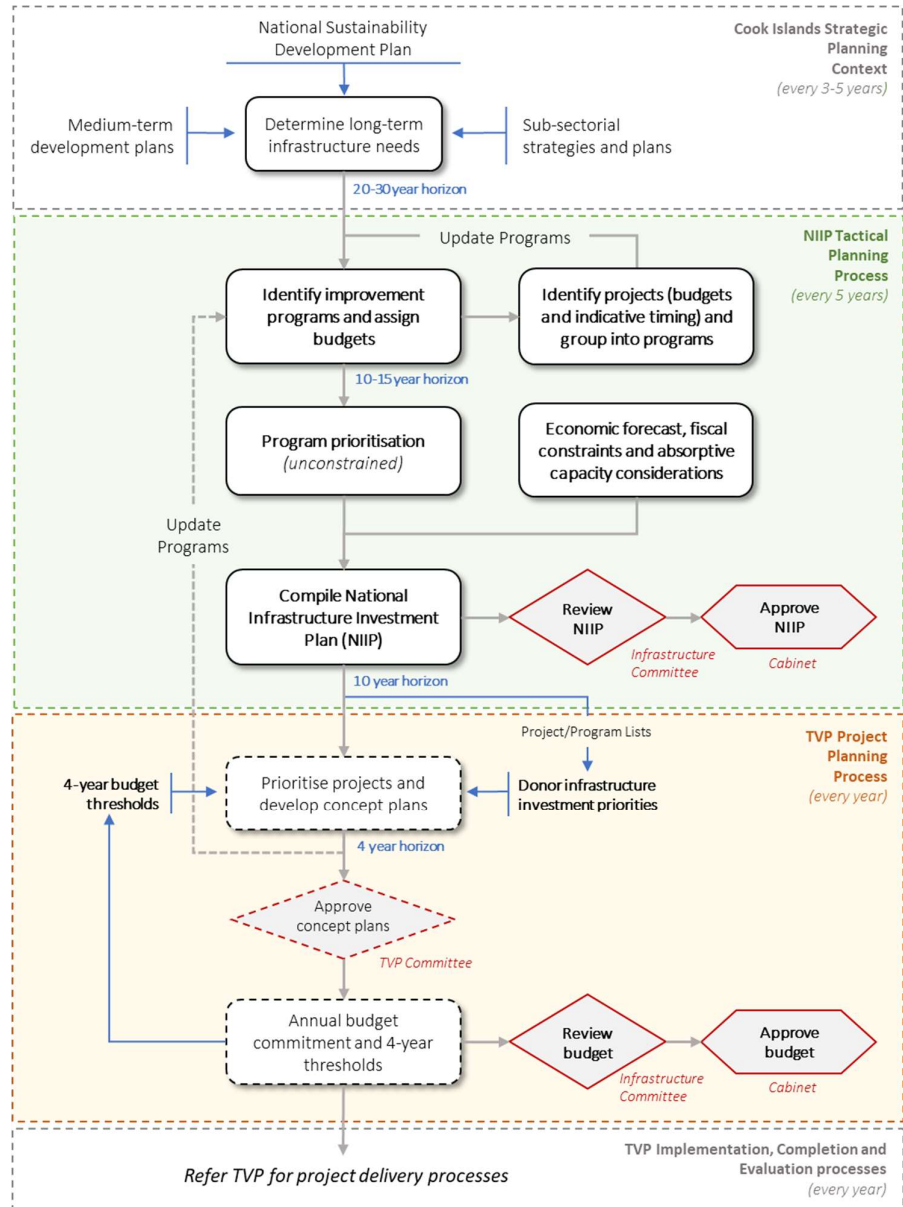 National Sustainability
Development Plan
Cook Islands Strategic
Planning
Context
(every 3-5 years)
Medium-term
development plans
Determine long-term
infrastructure needs
Sub-sectorial
strategies and plans
20-30 year horizon
Update Programs
NIIP Tactical
Planning
Process
(every 5 years)
Identify improvement
programs and assign
budgets
Identify projects (budgets
and indicative timing) and
group into programs
10-15 year horizon
Program prioritisation
(unconstrained)
Economic forecast, fiscal
constraints and absorptive
capacity considerations
Update
Programs
Compile National
Infrastructure Investment
Plan (NIIP)
Review
NIIP
Infrastructure
Committee
Approve
NIIP
Cabinet
10 year horizon
Project/Program Lists
TVP Project
Planning
Process
(every year)
4-year budget
thresholds
Prioritise projects and
develop concept plans
Donor infrastructure
investment priorities
4 year horizon
Approve
concept plans
TVP Committee
Annual budget
commitment and 4-year
thresholds
Review
budget
Infrastructure
Committee
Approve
budget
Cabinet
TVP Implementation, Completion and
Evaluation processes
(every year)
Refer TVP for project delivery processes